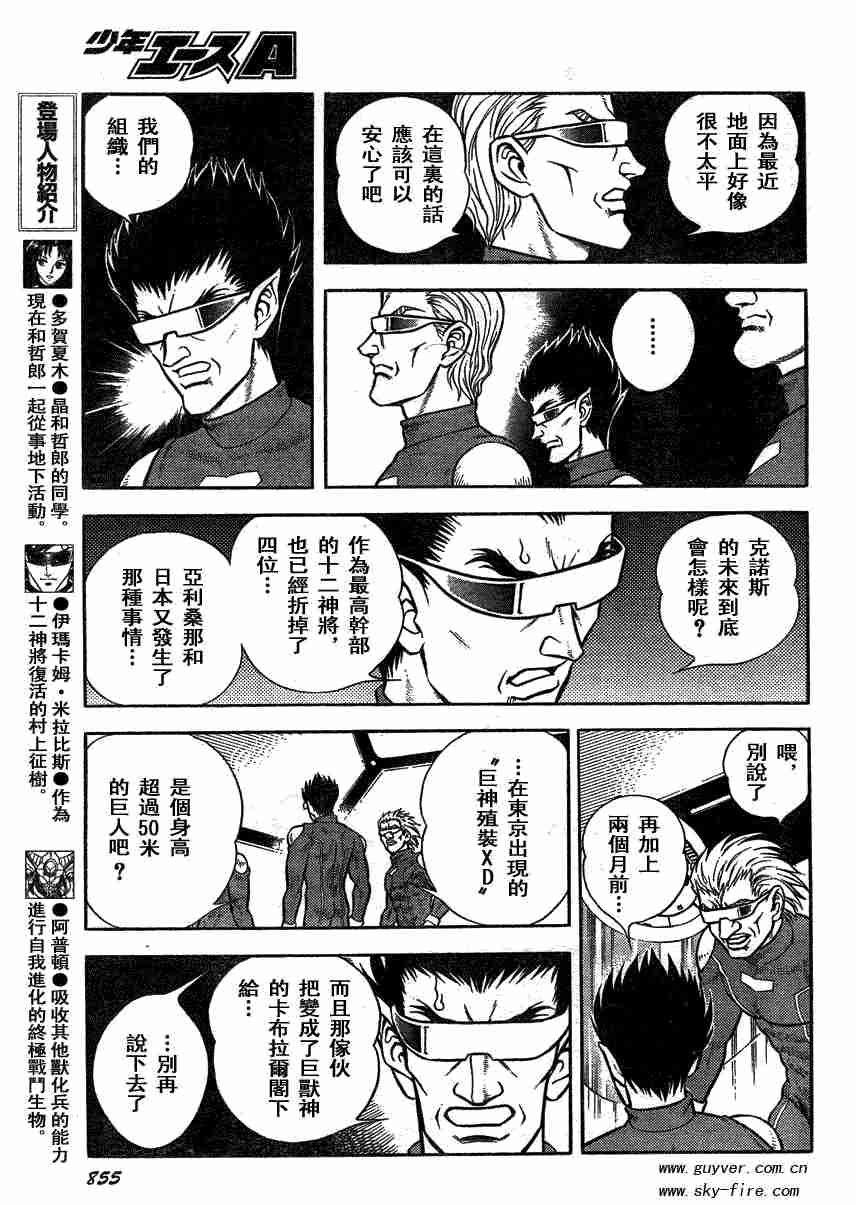 少年エースA
因為最近
地面上好像
很不太平
在這裏的話
應該可以
安心了吧
我們的
組織…
……
克諾斯
的未來到底
會怎樣呢？
作為最高幹部
的十二神將，
也已經折掉了
四位…
亞利桑那和
日本又發生了
那種事情…
喂，
別說了
再加上
兩個月前…
…在東京出現的
〝巨神殖裝XD〞
是個身高
超過50米
的巨人吧？
而且那傢伙
把變成了巨獸神
的卡布拉爾閣下
給…
…別再
說下去了
登場人物紹介
●多賀夏木●晶和哲郎的同學。
現在和哲郎一起從事地下活動。
●伊瑪卡姆・米拉比斯●作為
十二神將復活的村上征樹。
●阿普頓●吸收其他獸化兵的能力
進行自我進化的終極戰鬥生物。
855
www.guyver.com.cn
www.sky-fire.com